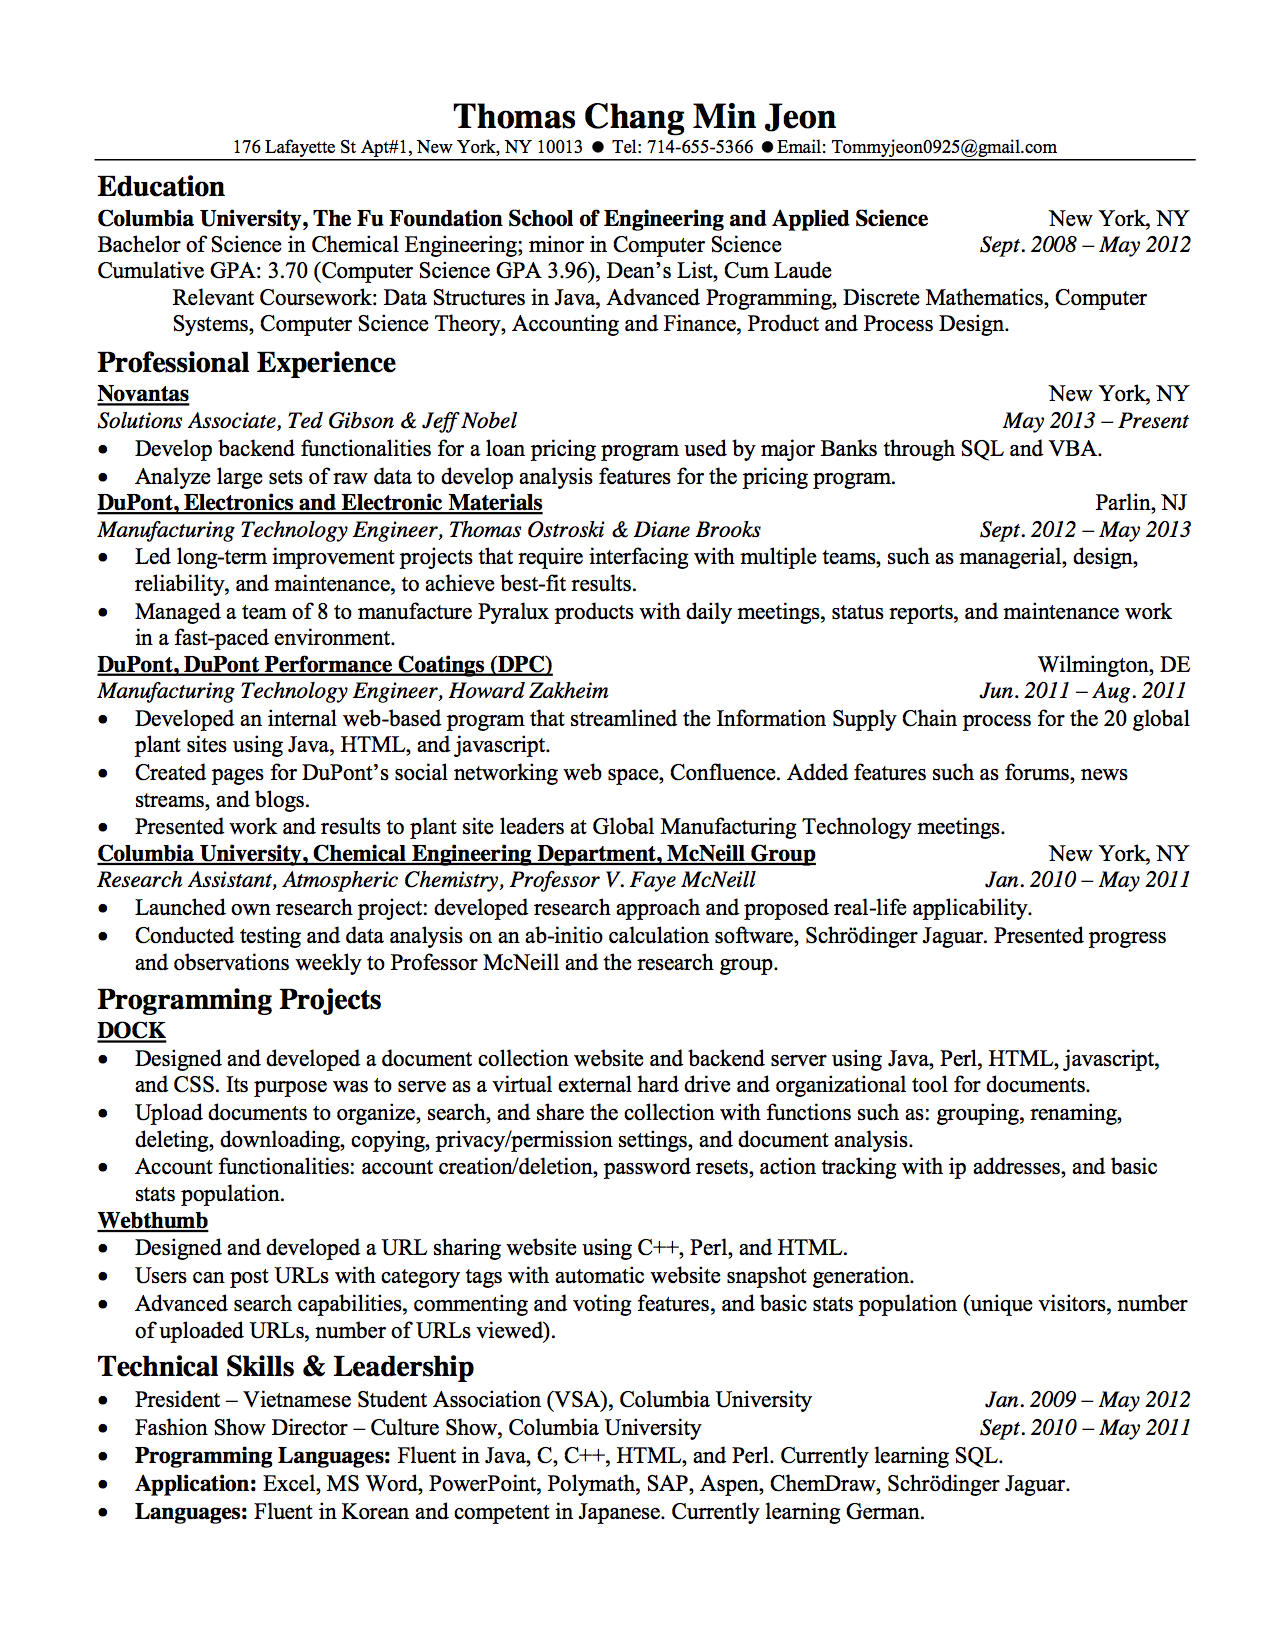 Thomas Chang Min Jeon
176 Lafayette St Apt#1, New York, NY 10013 ● Tel: 714-655-5366 ● Email: Tommyjeon0925@gmail.com
Education
Columbia University, The Fu Foundation School of Engineering and Applied Science New York, NY
Bachelor of Science in Chemical Engineering; minor in Computer Science Sept. 2008 – May 2012
Cumulative GPA: 3.70 (Computer Science GPA 3.96), Dean's List, Cum Laude
Relevant Coursework: Data Structures in Java, Advanced Programming, Discrete Mathematics, Computer
Systems, Computer Science Theory, Accounting and Finance, Product and Process Design.
Professional Experience
Novantas New York, NY
Solutions Associate, Ted Gibson & Jeff Nobel May 2013 – Present
● Develop backend functionalities for a loan pricing program used by major Banks through SQL and VBA.
● Analyze large sets of raw data to develop analysis features for the pricing program.
DuPont, Electronics and Electronic Materials Parlin, NJ
Manufacturing Technology Engineer, Thomas Ostroski & Diane Brooks Sept. 2012 – May 2013
● Led long-term improvement projects that require interfacing with multiple teams, such as managerial, design,
reliability, and maintenance, to achieve best-fit results.
● Managed a team of 8 to manufacture Pyralux products with daily meetings, status reports, and maintenance work
in a fast-paced environment.
DuPont, DuPont Performance Coatings (DPC) Wilmington, DE
Manufacturing Technology Engineer, Howard Zakheim Jun. 2011 – Aug. 2011
● Developed an internal web-based program that streamlined the Information Supply Chain process for the 20 global
plant sites using Java, HTML, and javascript.
● Created pages for DuPont's social networking web space, Confluence. Added features such as forums, news
streams, and blogs.
● Presented work and results to plant site leaders at Global Manufacturing Technology meetings.
Columbia University, Chemical Engineering Department, McNeill Group New York, NY
Research Assistant, Atmospheric Chemistry, Professor V. Faye McNeill Jan. 2010 – May 2011
● Launched own research project: developed research approach and proposed real-life applicability.
● Conducted testing and data analysis on an ab-initio calculation software, Schrödinger Jaguar. Presented progress
and observations weekly to Professor McNeill and the research group.
Programming Projects
DOCK
● Designed and developed a document collection website and backend server using Java, Perl, HTML, javascript,
and CSS. Its purpose was to serve as a virtual external hard drive and organizational tool for documents.
● Upload documents to organize, search, and share the collection with functions such as: grouping, renaming,
deleting, downloading, copying, privacy/permission settings, and document analysis.
● Account functionalities: account creation/deletion, password resets, action tracking with ip addresses, and basic
stats population.
Webthumb
● Designed and developed a URL sharing website using C++, Perl, and HTML.
● Users can post URLs with category tags with automatic website snapshot generation.
● Advanced search capabilities, commenting and voting features, and basic stats population (unique visitors, number
of uploaded URLs, number of URLs viewed).
Technical Skills & Leadership
● President – Vietnamese Student Association (VSA), Columbia University Jan. 2009 – May 2012
● Fashion Show Director – Culture Show, Columbia University Sept. 2010 – May 2011
● Programming Languages: Fluent in Java, C, C++, HTML, and Perl. Currently learning SQL.
● Application: Excel, MS Word, PowerPoint, Polymath, SAP, Aspen, ChemDraw, Schrödinger Jaguar.
● Languages: Fluent in Korean and competent in Japanese. Currently learning German.